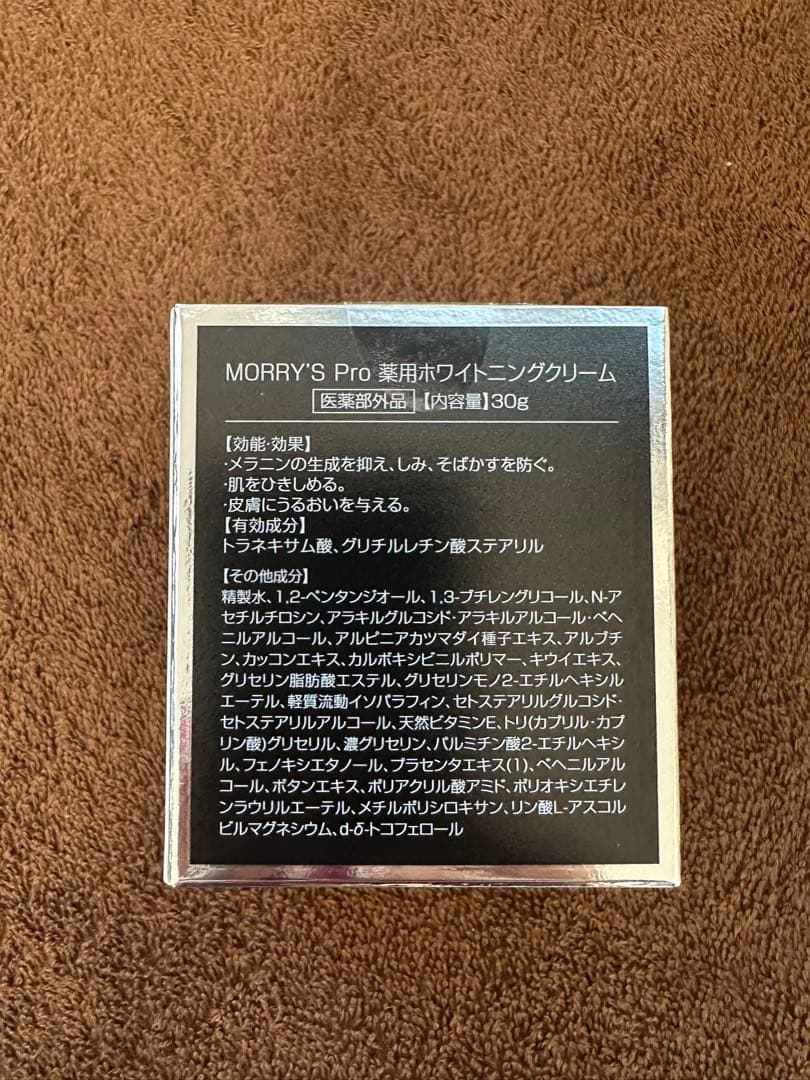 MORRY'S Pro 薬用ホワイトニングクリーム
医薬部外品 【内容量】30g
【効能・効果】
・メラニンの生成を抑え、しみ、そばかすを防ぐ。
・肌をひきしめる。
・皮膚にうるおいを与える。
【有効成分】
トラネキサム酸、グリチルレチン酸ステアリル
【その他成分】
精製水、1,2-ペンタンジオール、1,3-ブチレングリコール、N-ア
セチルチロシン、アラキルグルコシド・アラキルアルコール・ベヘ
ニルアルコール、アルピニアカツマダイ種子エキス、アルブチ
ン、カッコンエキス、カルボキシビニルポリマー、キウイエキス、
グリセリン脂肪酸エステル、グリセリンモノ2-エチルヘキシル
エーテル、軽質流動イソパラフィン、セトステアリルグルコシド・
セトステアリルアルコール、天然ビタミンE、トリ(カプリル・カプ
リン酸)グリセリル、濃グリセリン、パルミチン酸2-エチルヘキシ
ル、フェノキシエタノール、プラセンタエキス(1)、ベヘニルアル
コール、ボタンエキス、ポリアクリル酸アミド、ポリオキシエチレ
ンラウリルエーテル、メチルポリシロキサン、リン酸L-アスコル
ビルマグネシウム、d-δ-トコフェロール